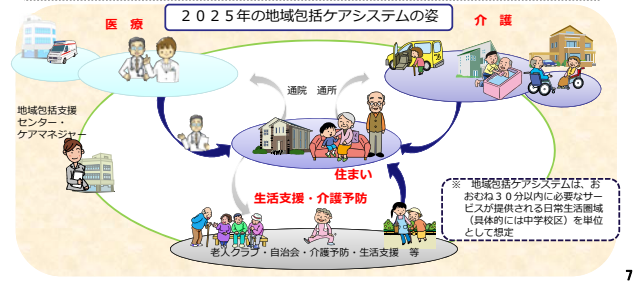 ２０２５年の地域包括ケアシステムの姿
医　療
介　護
通院　通所
地域包括支援
センター・
ケアマネジャー
住まい
生活支援・介護予防
※　地域包括ケアシステムは、お
おむね３０分以内に必要なサー
ビスが提供される日常生活圏域
（具体的には中学校区）を単位
として想定
老人クラブ・自治会・介護予防・生活支援　等
7